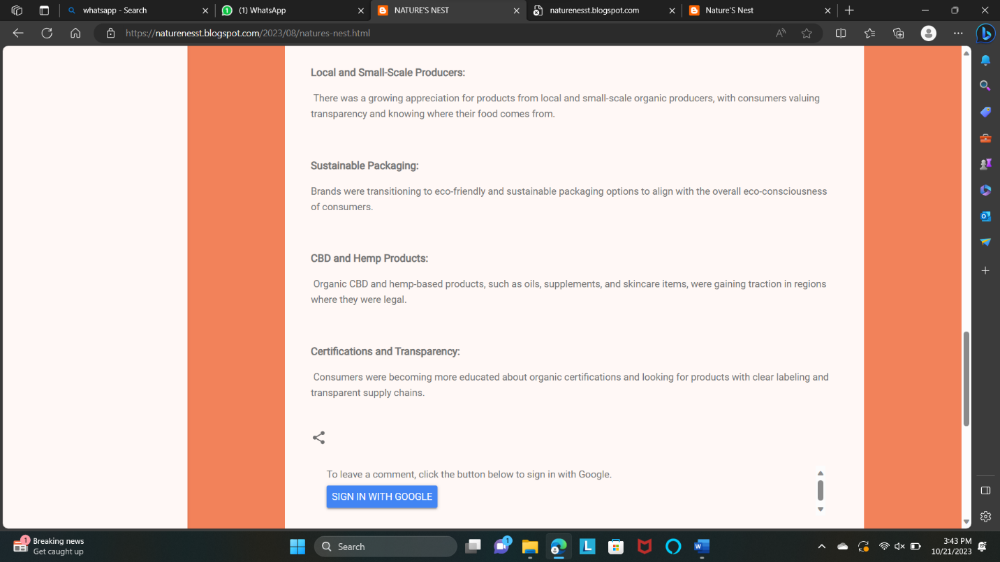 whatsapp - Search
(1) WhatsApp
NATURE'S NEST
naturenesst.blogspot.com
Nature'S Nest
https://naturenesst.blogspot.com/2023/08/natures-nest.html
Local and Small-Scale Producers:
There was a growing appreciation for products from local and small-scale organic producers, with consumers valuing
transparency and knowing where their food comes from.
Sustainable Packaging:
Brands were transitioning to eco-friendly and sustainable packaging options to align with the overall eco-consciousness
of consumers.
CBD and Hemp Products:
Organic CBD and hemp-based products, such as oils, supplements, and skincare items, were gaining traction in regions
where they were legal.
Certifications and Transparency:
Consumers were becoming more educated about organic certifications and looking for products with clear labeling and
transparent supply chains.
To leave a comment, click the button below to sign in with Google.
SIGN IN WITH GOOGLE
1
Breaking news
Get caught up
Search
1
L
W
3:43 PM
10/21/2023